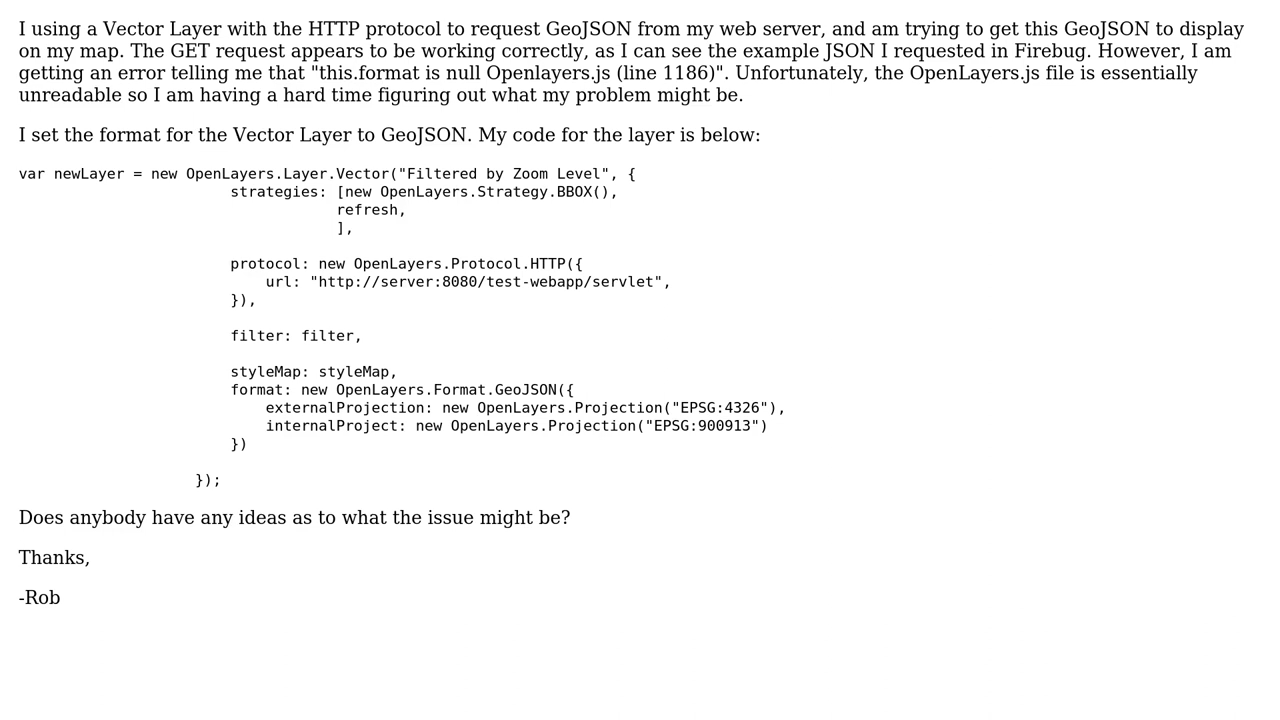 I using a Vector Layer with the HTTP protocol to request GeoJSON from my web server, and am trying to get this GeoJSON to display
on my map. The GET request appears to be working correctly, as I can see the example JSON I requested in Firebug. However, I am
getting an error telling me that "this.format is null Openlayers.js (line 1186)". Unfortunately, the OpenLayers.js file is essentially
unreadable so I am having a hard time figuring out what my problem might be.
I set the format for the Vector Layer to GeoJSON. My code for the layer is below:
var newLayer = new OpenLayers.Layer.Vector("Filtered by Zoom Level", {
strategies: [new OpenLayers.Strategy.BBOX(),
refresh,
],
protocol: new OpenLayers.Protocol.HTTP({
url: "http://server:8080/test-webapp/servlet",
}),
filter: filter,
styleMap: styleMap,
format: new OpenLayers.Format.GeoJSON({
externalProjection: new OpenLayers.Projection("EPSG:4326"),
internalProject: new OpenLayers.Projection("EPSG:900913")
})
});
Does anybody have any ideas as to what the issue might be?
Thanks,
-Rob